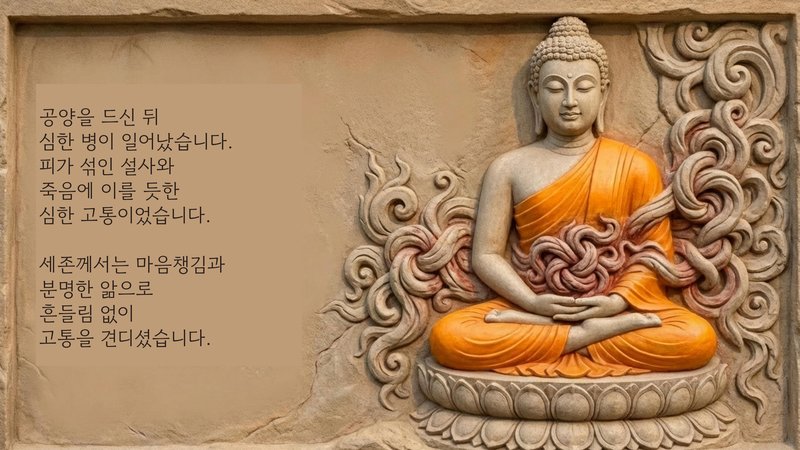 공양을 드신 뒤
심한 병이 일어났습니다.
피가 섞인 설사와
죽음에 이를 듯한
심한 고통이었습니다.
세존께서는 마음챙김과
분명한 앎으로
흔들림 없이
고통을 견디셨습니다.